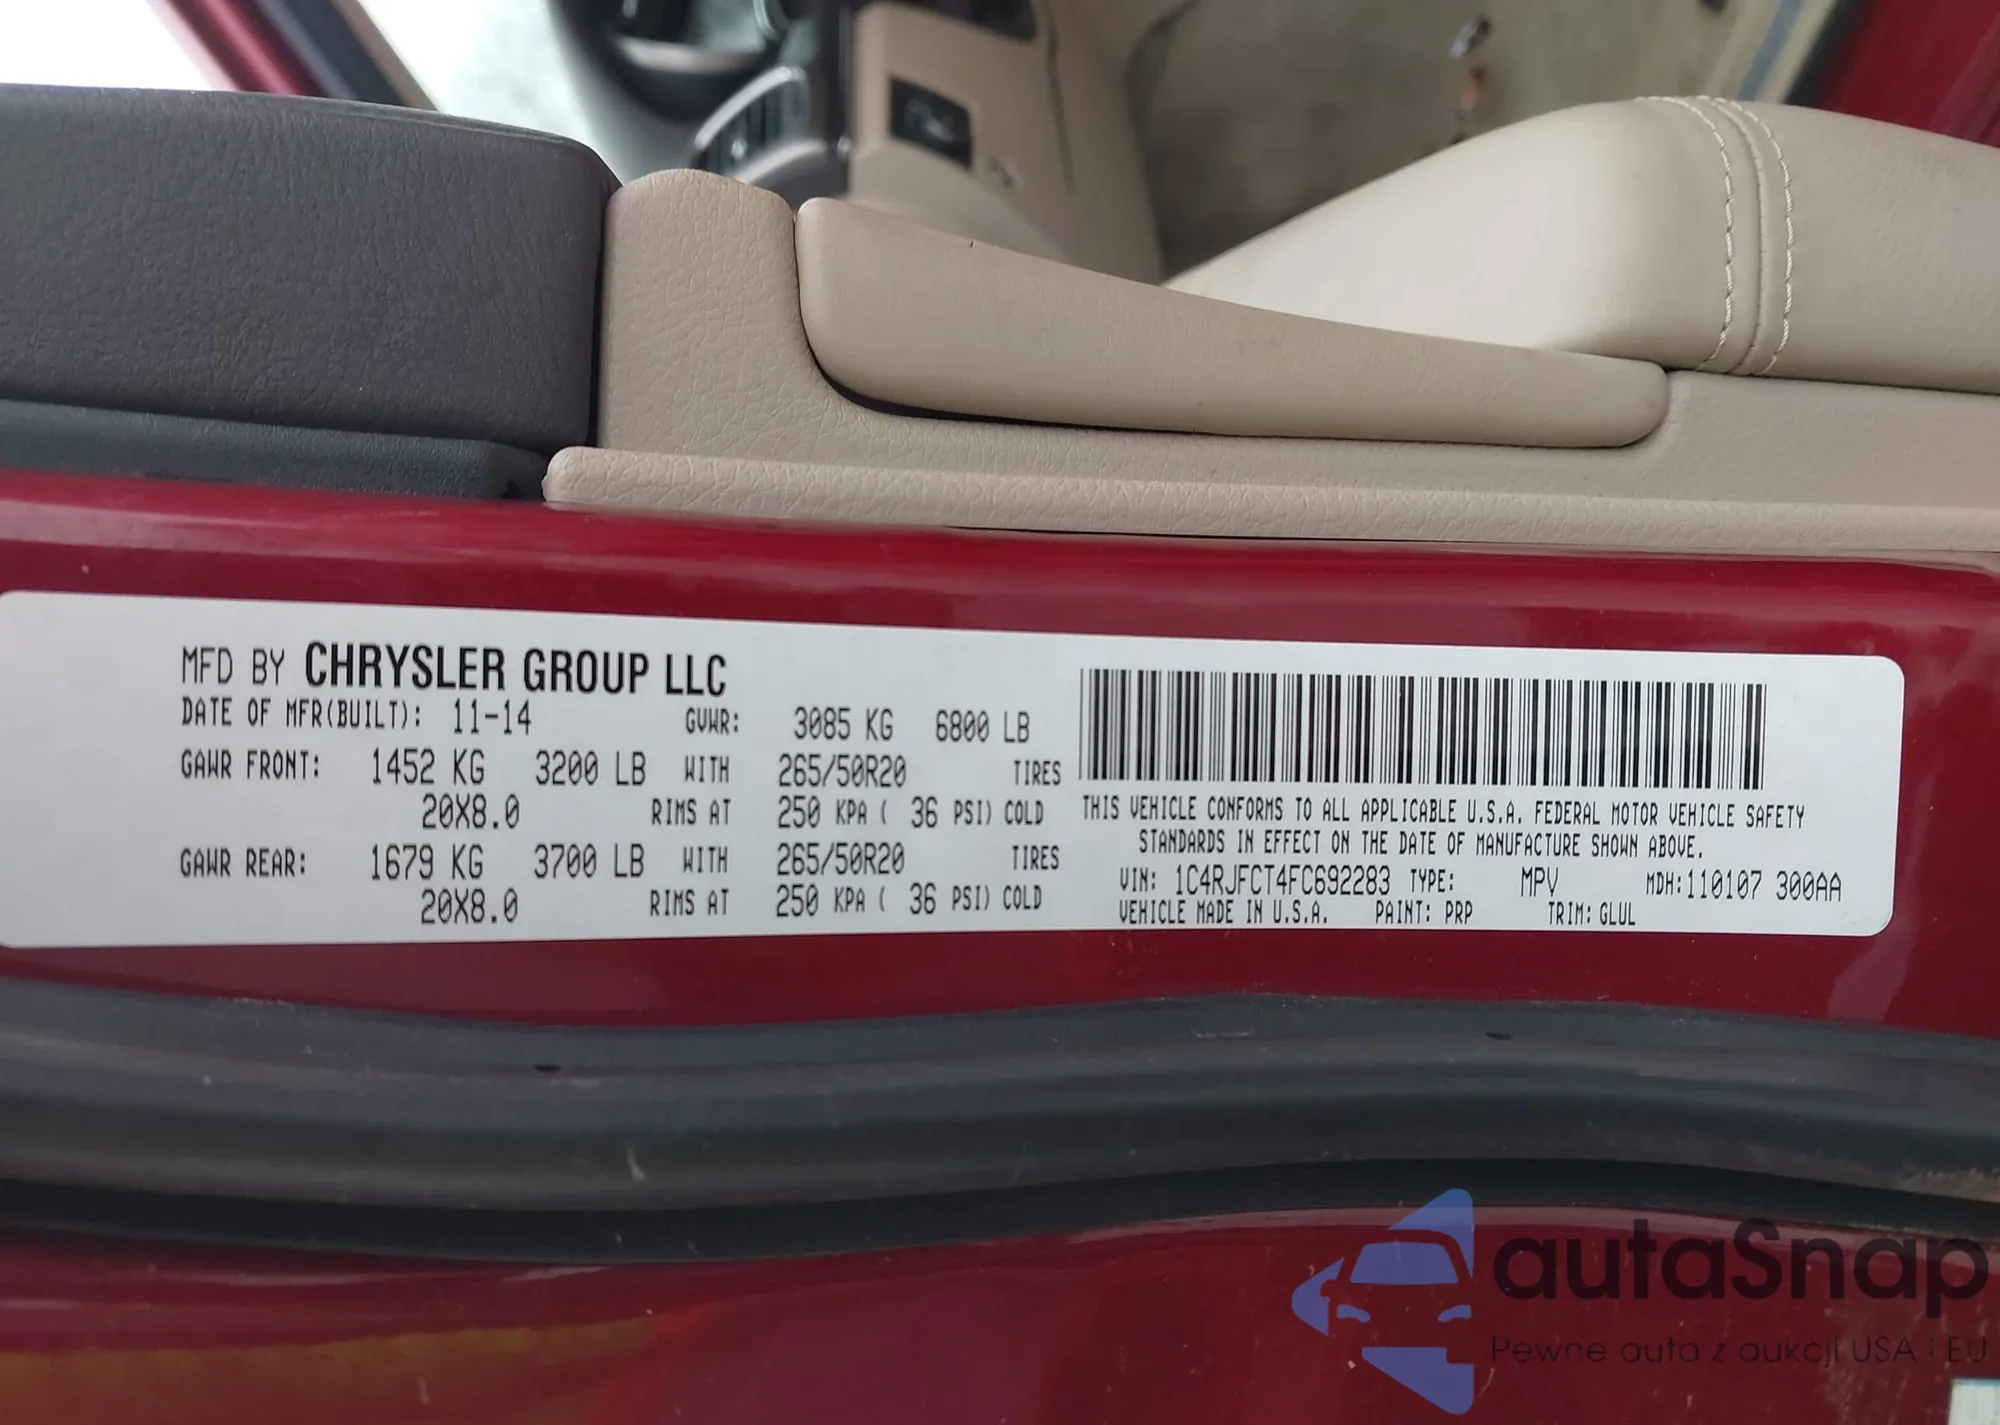 MFD BY CHRYSLER GROUP LLC
DATE OF MFR(BUILT): 11-14 GVWR: 3085 KG 6800 LB
GAWR FRONT: 1452 KG 3200 LB WITH 265/50R20 TIRES
20X8.0 RIMS AT 250 KPA ( 36 PSI) COLD
GAWR REAR: 1679 KG 3700 LB WITH 265/50R20 TIRES
20X8.0 RIMS AT 250 KPA ( 36 PSI) COLD
THIS VEHICLE CONFORMS TO ALL APPLICABLE U.S.A. FEDERAL MOTOR VEHICLE SAFETY
STANDARDS IN EFFECT ON THE DATE OF MANUFACTURE SHOWN ABOVE.
VIN: 1C4RJFCT4FC692283 TYPE: MPV MDH:110107 300AA
VEHICLE MADE IN U.S.A. PAINT: PRP TRIM: GLUL
autaSnap
Pewne auta z aukcji USA i EU